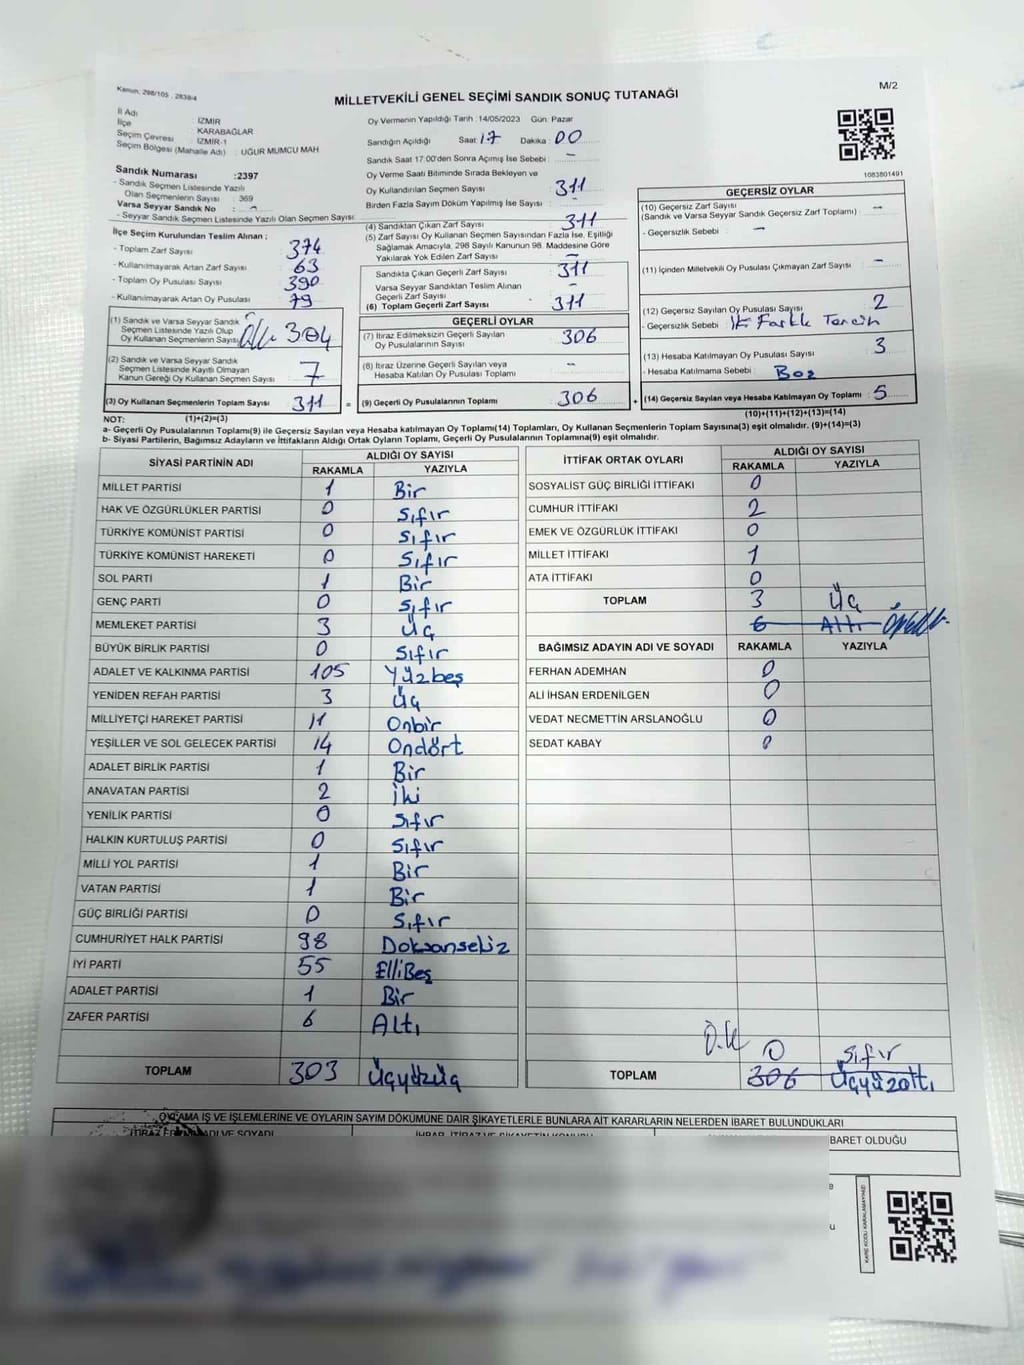 Kanun: 298/105 , 2839/4
M/2
MİLLETVEKİLİ GENEL SEÇİMİ SANDIK SONUÇ TUTANAĞI
İl Adı : İZMİR
İlçe : KARABAĞLAR
Seçim Çevresi : İZMİR-1
Seçim Bölgesi (Mahalle Adı) : UĞUR MUMCU MAH
Sandık Numarası :2397
- Sandık Seçmen Listesinde Yazılı
Olan Seçmenlerin Sayısı : 369
Varsa Seyyar Sandık No : -
- Seyyar Sandık Seçmen Listesinde Yazılı Olan Seçmen Sayısı:
Oy Vermenin Yapıldığı Tarih :14/05/2023 Gün: Pazar
Sandığın Açıldığı Saat: 17 Dakika : 00
Sandık Saat 17:00'den Sonra Açımış İse Sebebi : -
Oy Verme Saati Bitiminde Sırada Bekleyen ve
Oy Kullandırılan Seçmen Sayısı : 311
Birden Fazla Sayım Döküm Yapılmış İse Sayısı : -
1083801491
İlçe Seçim Kurulundan Teslim Alınan ;
- Toplam Zarf Sayısı : 374
- Kullanılmayarak Artan Zarf Sayısı : 63
- Toplam Oy Pusulası Sayısı : 390
- Kullanılmayarak Artan Oy Pusulası : 79
(1) Sandık ve Varsa Seyyar Sandık
Seçmen Listesinde Yazılı Olup
Oy Kullanan Seçmenlerin Sayısı 304
(2) Sandık ve Varsa Seyyar Sandık
Seçmen Listesinde Kayıtlı Olmayan
Kanun Gereği Oy Kullanan Seçmen Sayısı : 7
(3) Oy Kullanan Seçmenlerin Toplam Sayısı : 311 =
(4) Sandıktan Çıkan Zarf Sayısı : 311
(5) Zarf Sayısı Oy Kullanan Seçmen Sayısından Fazla İse, Eşitliği
Sağlamak Amacıyla, 298 Sayılı Kanunun 98. Maddesine Göre
Yakılarak Yok Edilen Zarf Sayısı : -
Sandıkta Çıkan Geçerli Zarf Sayısı : 311
Varsa Seyyar Sandıktan Teslim Alınan
Geçerli Zarf Sayısı : -
(6) Toplam Geçerli Zarf Sayısı : 311
GEÇERLİ OYLAR
(7) İtiraz Edilmeksizin Geçerli Sayılan
Oy Pusulalarının Sayısı : 306
(8) İtiraz Üzerine Geçerli Sayılan veya
Hesaba Katılan Oy Pusulası Toplamı : -
(9) Geçerli Oy Pusulalarının Toplamı : 306 +
GEÇERSİZ OYLAR
(10) Geçersiz Zarf Sayısı
(Sandık ve Varsa Seyyar Sandık Geçersiz Zarf Toplamı) : -
- Geçersizlik Sebebi : -
(11) İçinden Milletvekili Oy Pusulası Çıkmayan Zarf Sayısı : -
(12) Geçersiz Sayılan Oy Pusulası Sayısı : 2
- Geçersizlik Sebebi : Farklı Tercih
(13) Hesaba Katılmayan Oy Pusulası Sayısı : 3
- Hesaba Katılmama Sebebi : Boş
(14) Geçersiz Sayılan veya Hesaba Katılmayan Oy Toplamı : 5
NOT: (1)+(2)=(3) (10)+(11)+(12)+(13)=(14)
a- Geçerli Oy Pusulalarının Toplamı(9) ile Geçersiz Sayılan veya Hesaba katılmayan Oy Toplamı(14) Toplamları, Oy Kullanan Seçmenlerin Toplam Sayısına(3) eşit olmalıdır. (9)+(14)=(3)
b- Siyasi Partilerin, Bağımsız Adayların ve İttifakların Aldığı Ortak Oyların Toplamı, Geçerli Oy Pusulalarının Toplamına(9) eşit olmalıdır.
SİYASİ PARTİNİN ADI ALDIĞI OY SAYISI
RAKAMLA YAZIYLA
MİLLET PARTİSİ 1 Bir
HAK VE ÖZGÜRLÜKLER PARTİSİ 0 Sıfır
TÜRKİYE KOMÜNİST PARTİSİ 0 Sıfır
TÜRKİYE KOMÜNİST HAREKETİ 0 Sıfır
SOL PARTİ 1 Bir
GENÇ PARTİ 0 Sıfır
MEMLEKET PARTİSİ 3 Üç
BÜYÜK BİRLİK PARTİSİ 0 Sıfır
ADALET VE KALKINMA PARTİSİ 105 Yüzbeş
YENİDEN REFAH PARTİSİ 3 Üç
MİLLİYETÇİ HAREKET PARTİSİ 11 Onbir
YEŞİLLER VE SOL GELECEK PARTİSİ 14 Ondört
ADALET BİRLİK PARTİSİ 1 Bir
ANAVATAN PARTİSİ 2 İki
YENİLİK PARTİSİ 0 Sıfır
HALKIN KURTULUŞ PARTİSİ 0 Sıfır
MİLLİ YOL PARTİSİ 1 Bir
VATAN PARTİSİ 1 Bir
GÜÇ BİRLİĞİ PARTİSİ 0 Sıfır
CUMHURİYET HALK PARTİSİ 98 Doksansekiz
İYİ PARTİ 55 ElliBeş
ADALET PARTİSİ 1 Bir
ZAFER PARTİSİ 6 Altı
TOPLAM 303 Üçyüzüç
İTTİFAK ORTAK OYLARI ALDIĞI OY SAYISI
RAKAMLA YAZIYLA
SOSYALİST GÜÇ BİRLİĞİ İTTİFAKI 0
CUMHUR İTTİFAKI 2
EMEK VE ÖZGÜRLÜK İTTİFAKI 0
MİLLET İTTİFAKI 1
ATA İTTİFAKI 0
TOPLAM 3 Üç
6 Altı
BAĞIMSIZ ADAYIN ADI VE SOYADI RAKAMLA YAZIYLA
FERHAN ADEMHAN 0
ALİ İHSAN ERDENİLGEN 0
VEDAT NECMETTİN ARSLANOĞLU 0
SEDAT KABAY 0
Ö.K 0 Sıfır
TOPLAM 306 Üçyüzaltı
OYLAMA İŞ VE İŞLEMLERİNE VE OYLARIN SAYIM DÖKÜMÜNE DAİR ŞİKAYETLERLE BUNLARA AİT KARARLARIN NELERDEN İBARET BULUNDUKLARI
BARET OLDUĞU
KARE KODU KARALAMAYINIZ!